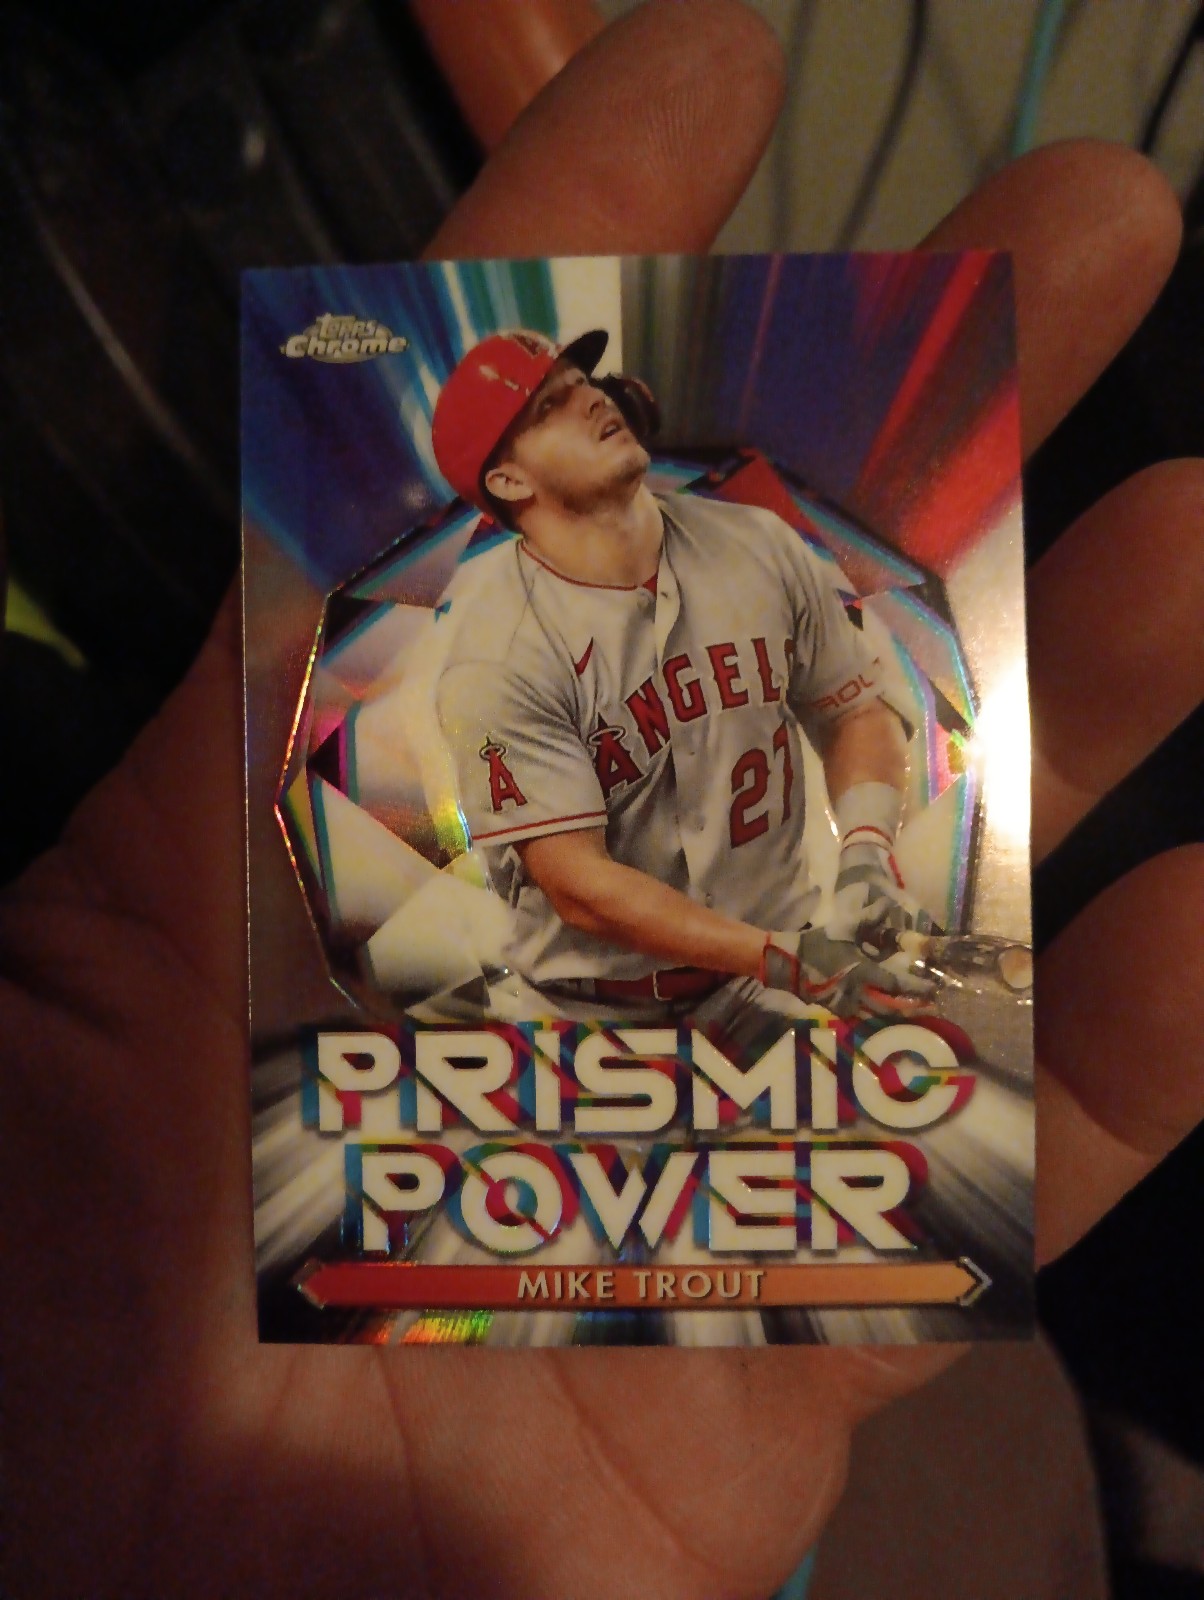 Topps
Chrome
ANGELS
27
A
PRISMIC
POWER
MIKE TROUT